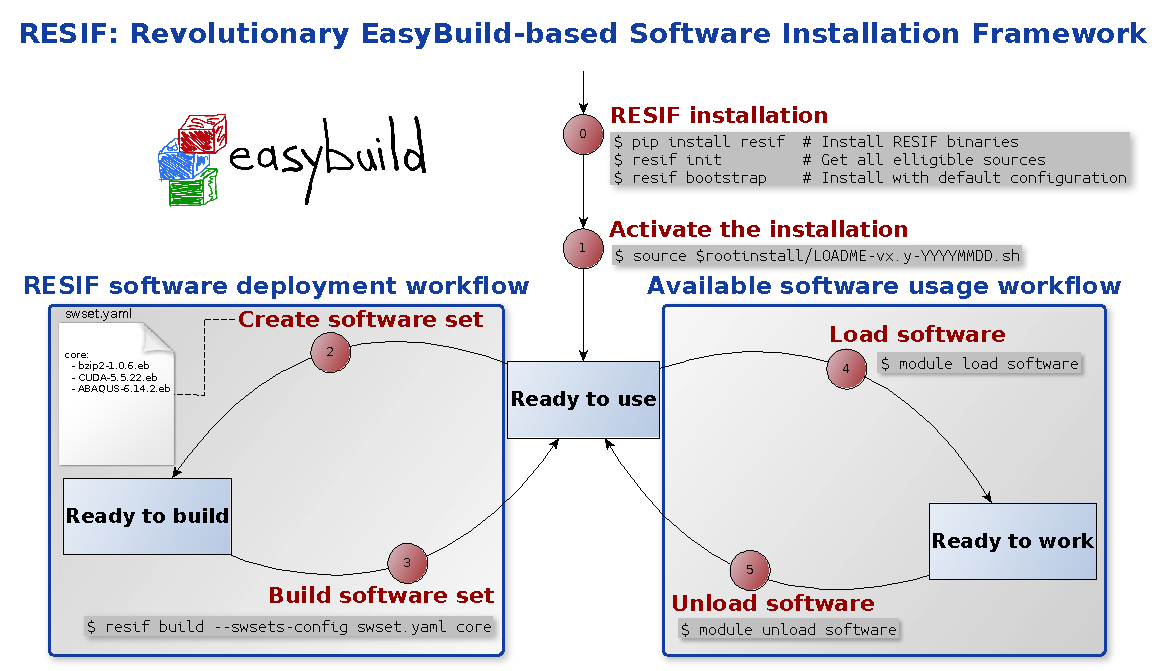 RESIF: Revolutionary EasyBuild-based Software Installation Framework
easybuild
0
RESIF installation
$ pip install resif  # Install RESIF binaries
$ resif init         # Get all elligible sources
$ resif bootstrap    # Install with default configuration
1
Activate the installation
$ source $rootinstall/LOADME-vx.y-YYYYMMDD.sh
RESIF software deployment workflow
swset.yaml
core:
- bzip2-1.0.6.eb
- CUDA-5.5.22.eb
- ABAQUS-6.14.2.eb
Create software set
2
Ready to use
Ready to build
3
Build software set
$ resif build --swsets-config swset.yaml core
Available software usage workflow
Load software
4
$ module load software
Ready to work
5
Unload software
$ module unload software